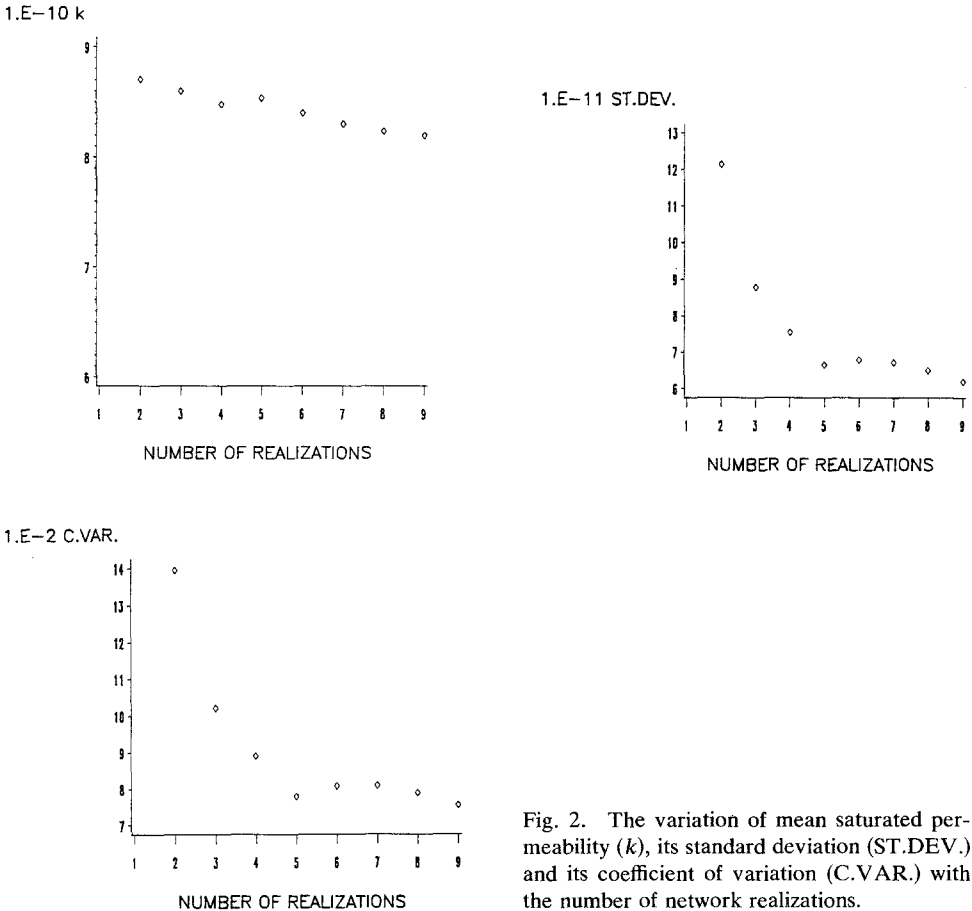 1.E-10 k
9
8
7
6
1 2 3 4 5 6 7 8 9
NUMBER OF REALIZATIONS
1.E-11 ST.DEV.
13
12
11
10
9
8
7
6
1 2 3 4 5 6 7 8 9
NUMBER OF REALIZATIONS
1.E-2 C.VAR.
14
13
12
11
10
9
8
7
1 2 3 4 5 6 7 8 9
NUMBER OF REALIZATIONS
Fig. 2. The variation of mean saturated per-
meability (k), its standard deviation (ST.DEV.)
and its coefficient of variation (C.VAR.) with
the number of network realizations.